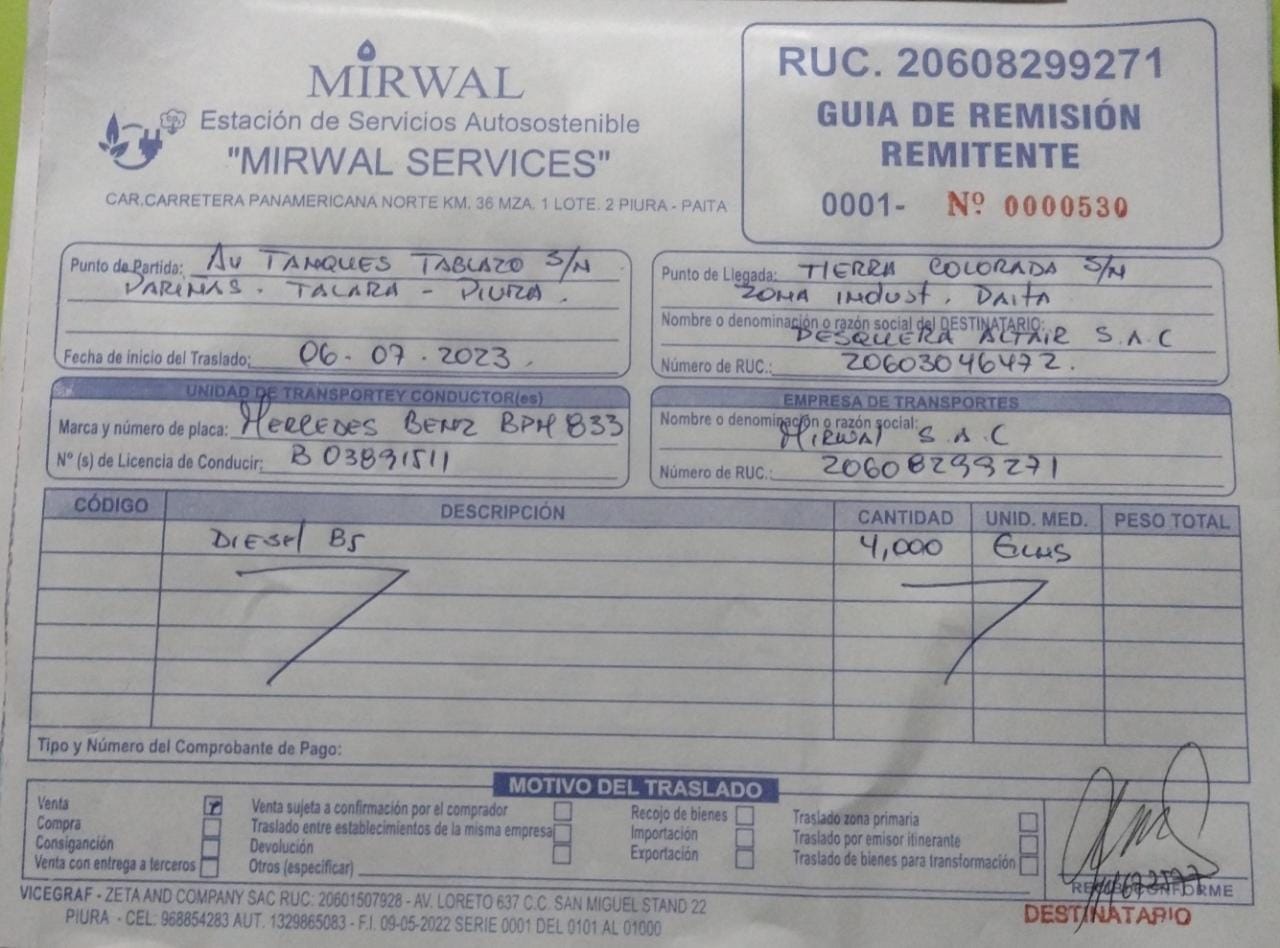 MIRWAL
Estación de Servicios Autosostenible
"MIRWAL SERVICES"
CAR.CARRETERA PANAMERICANA NORTE KM. 36 MZA. 1 LOTE. 2 PIURA - PAITA
RUC. 20608299271
GUIA DE REMISIÓN
REMITENTE
0001- Nº 0000530
Punto de Partida: AV TANQUES TABLAZO S/N
PARIÑAS - TALARA - PIURA.
Fecha de inicio del Traslado: 06-07-2023.
Punto de Llegada: TIERRA COLORADA S/N
ZONA INDUST. PAITA
Nombre o denominación o razón social del DESTINATARIO:
PESQUERA ALTAIR S.A.C
Número de RUC.: 20603046472.
UNIDAD DE TRANSPORTEY CONDUCTOR(es)
Marca y número de placa: MERCEDES BENZ BPH 833
Nº (s) de Licencia de Conducir: B 03891511
EMPRESA DE TRANSPORTES
Nombre o denominación o razón social:
MIRWAL S.A.C
Número de RUC.: 20608299271
CÓDIGO DESCRIPCIÓN CANTIDAD UNID. MED. PESO TOTAL
DIESEL B5 4,000 GLNS
Tipo y Número del Comprobante de Pago:
MOTIVO DEL TRASLADO
Venta
Compra
Consiganción
Venta con entrega a terceros
Venta sujeta a confirmación por el comprador
Traslado entre establecimientos de la misma empresa
Devolución
Otros (especificar)
Recojo de bienes
Importación
Exportación
Traslado zona primaria
Traslado por emisor itinerante
Traslado de bienes para transformación
CONFORME
DESTINATARIO
VICEGRAF - ZETA AND COMPANY SAC RUC: 20601507928 - AV. LORETO 637 C.C. SAN MIGUEL STAND 22
PIURA - CEL: 968854283 AUT. 1329865083 - F.I. 09-05-2022 SERIE 0001 DEL 0101 AL 01000